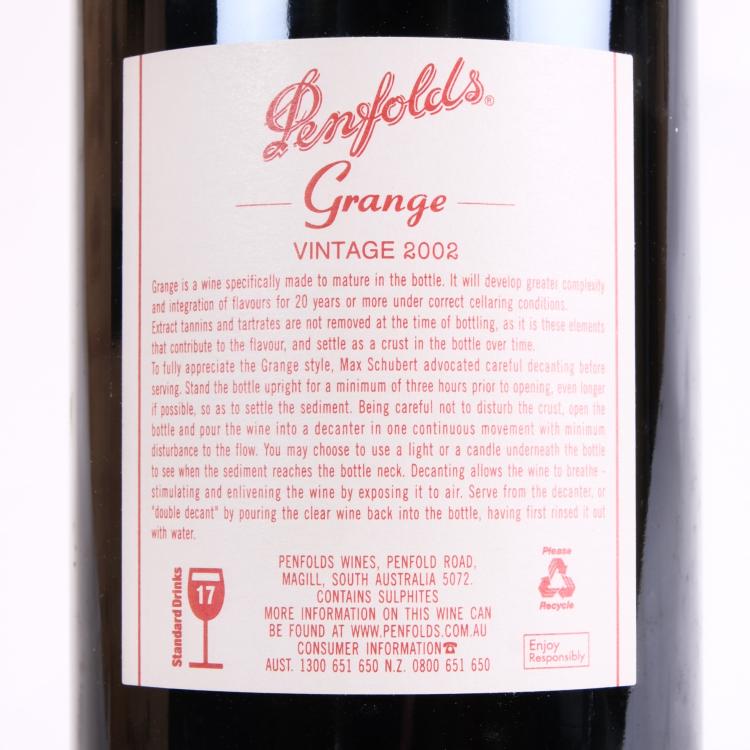 Penfolds®
Grange
VINTAGE 2002
Grange is a wine specifically made to mature in the bottle. It will develop greater complexity
and integration of flavours for 20 years or more under correct cellaring conditions.
Extract tannins and tartrates are not removed at the time of bottling, as it is these elements
that contribute to the flavour, and settle as a crust in the bottle over time.
To fully appreciate the Grange style, Max Schubert advocated careful decanting before
serving. Stand the bottle upright for a minimum of three hours prior to opening, even longer
if possible, so as to settle the sediment. Being careful not to disturb the crust, open the
bottle and pour the wine into a decanter in one continuous movement with minimum
disturbance to the flow. You may choose to use a light or a candle underneath the bottle
to see when the sediment reaches the bottle neck. Decanting allows the wine to breathe -
stimulating and enlivening the wine by exposing it to air. Serve from the decanter, or
"double decant" by pouring the clear wine back into the bottle, having first rinsed it out
with water.
Standard Drinks
17
PENFOLDS WINES, PENFOLD ROAD,
MAGILL, SOUTH AUSTRALIA 5072.
CONTAINS SULPHITES
MORE INFORMATION ON THIS WINE CAN
BE FOUND AT WWW.PENFOLDS.COM.AU
CONSUMER INFORMATION☎
AUST. 1300 651 650 N.Z. 0800 651 650
Please
Recycle
Enjoy
Responsibly